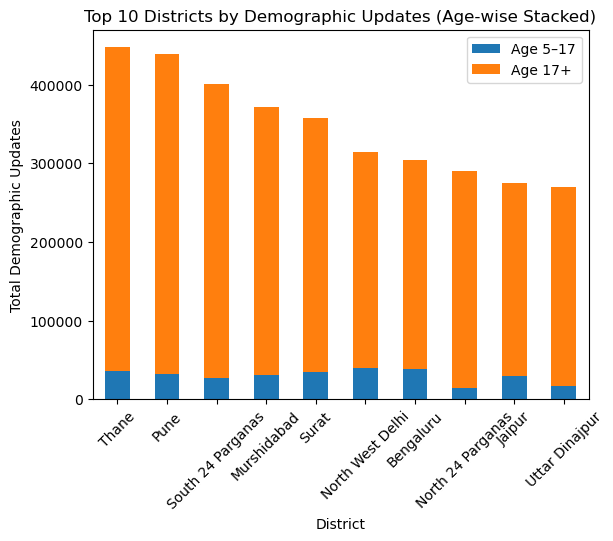 Top 10 Districts by Demographic Updates (Age-wise Stacked)
Age 5–17
Age 17+
Total Demographic Updates
400000
300000
200000
100000
0
Thane
Pune
South 24 Parganas
Murshidabad
Surat
North West Delhi
Bengaluru
North 24 Parganas
Jaipur
Uttar Dinajpur
District